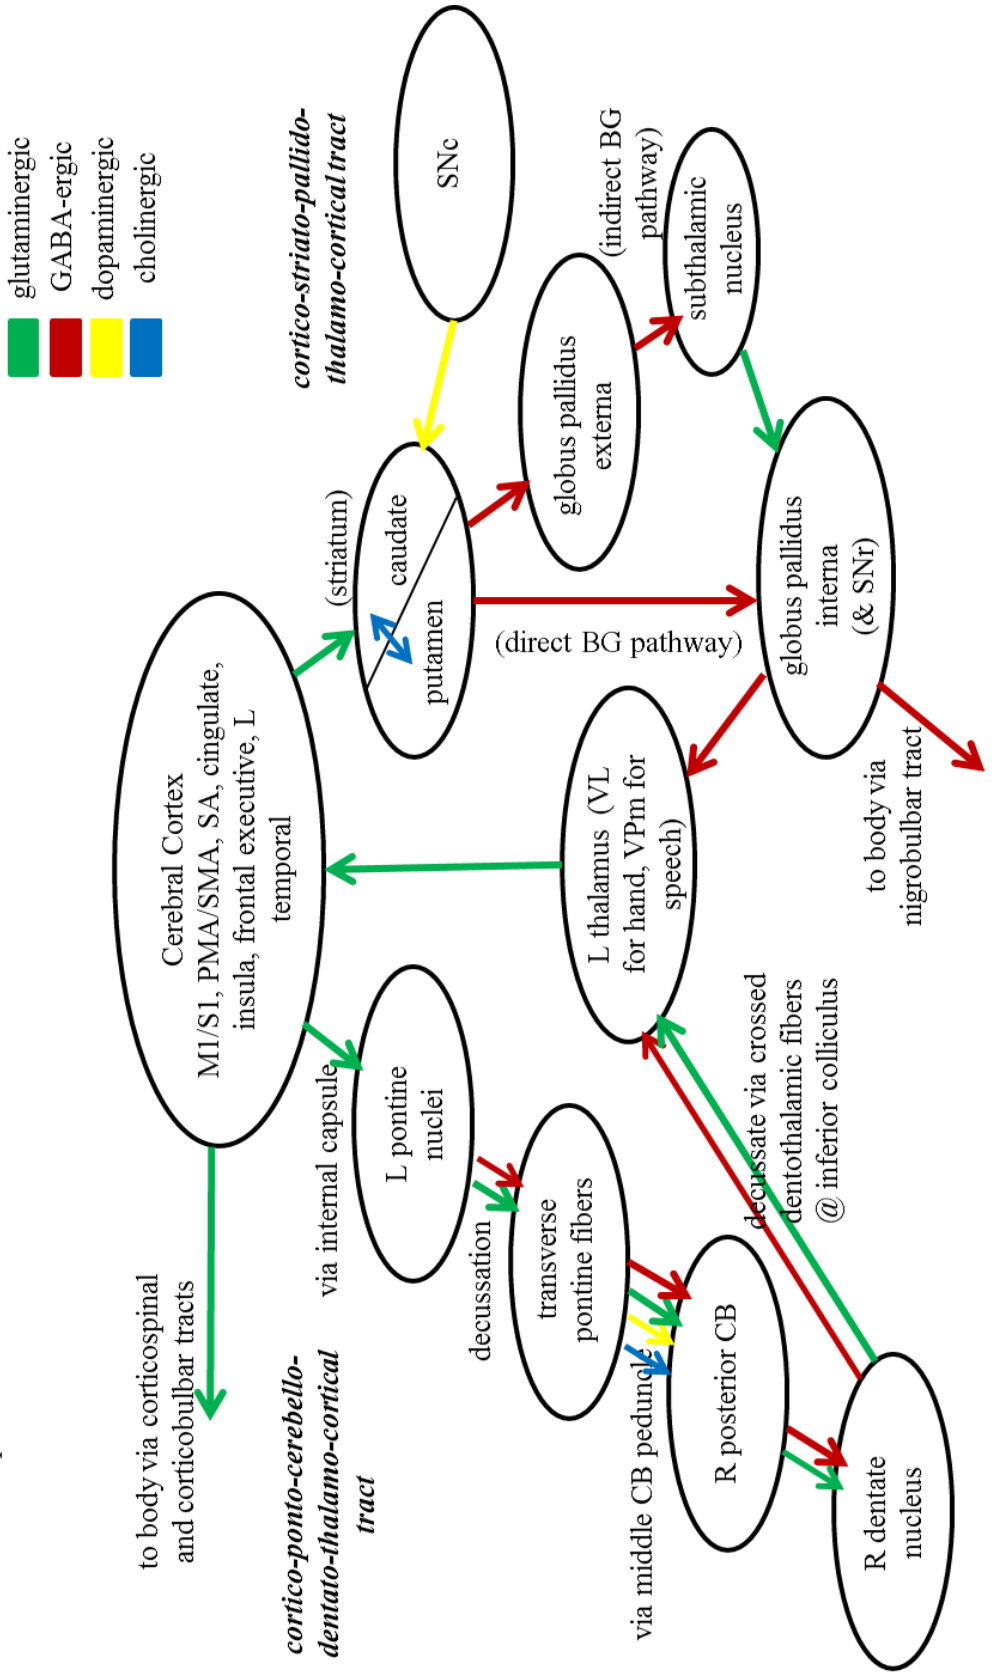 glutaminergic
GABA-ergic
dopaminergic
cholinergic
to body via corticospinal
and corticobulbar tracts
Cerebral Cortex
M1/S1, PMA/SMA, SA, cingulate,
insula, frontal executive, L
temporal
cortico-ponto-cerebello-
dentato-thalamo-cortical
tract
cortico-striato-pallido-
thalamo-cortical tract
via internal capsule
(striatum)
L pontine
nuclei
putamen
caudate
SNc
decussation
transverse
pontine fibers
(direct BG pathway)
globus pallidus
externa
(indirect BG
pathway)
L thalamus (VL
for hand, VPm for
speech)
subthalamic
nucleus
via middle CB peduncle
R posterior CB
decussate via crossed
dentothalamic fibers
@ inferior colliculus
globus pallidus
interna
(& SNr)
to body via
nigrobulbar tract
R dentate
nucleus